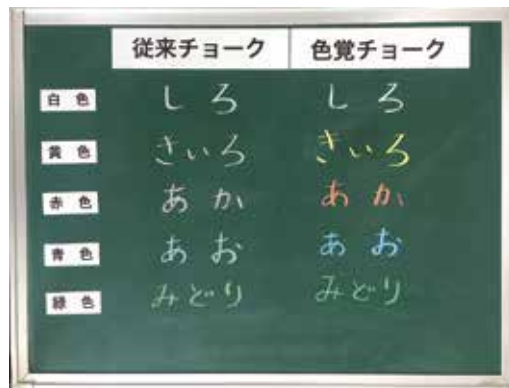 従来チョーク 色覚チョーク
白色 しろ しろ
黄色 きいろ きいろ
赤色 あか あか
青色 あお あお
緑色 みどり みどり